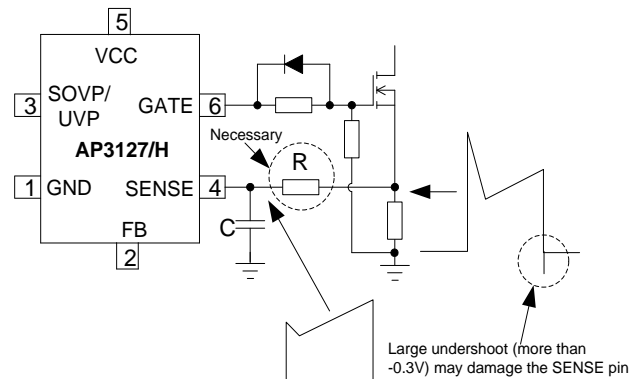 5
VCC
3
SOVP/
UVP
GATE
6
AP3127/H
Necessary
R
1
GND
SENSE
4
C
FB
2
Large undershoot (more than
-0.3V) may damage the SENSE pin